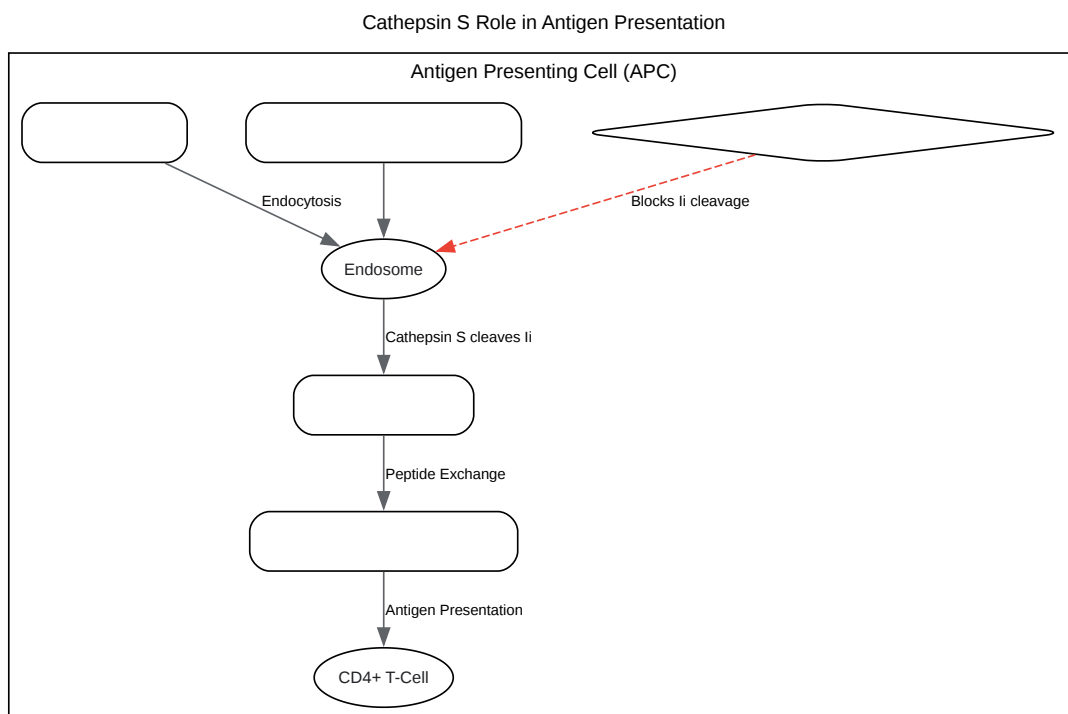 Cathepsin S Role in Antigen Presentation
Antigen Presenting Cell (APC)
Endocytosis
Blocks Ii cleavage
Endosome
Cathepsin S cleaves Ii
Peptide Exchange
Antigen Presentation
CD4+ T-Cell